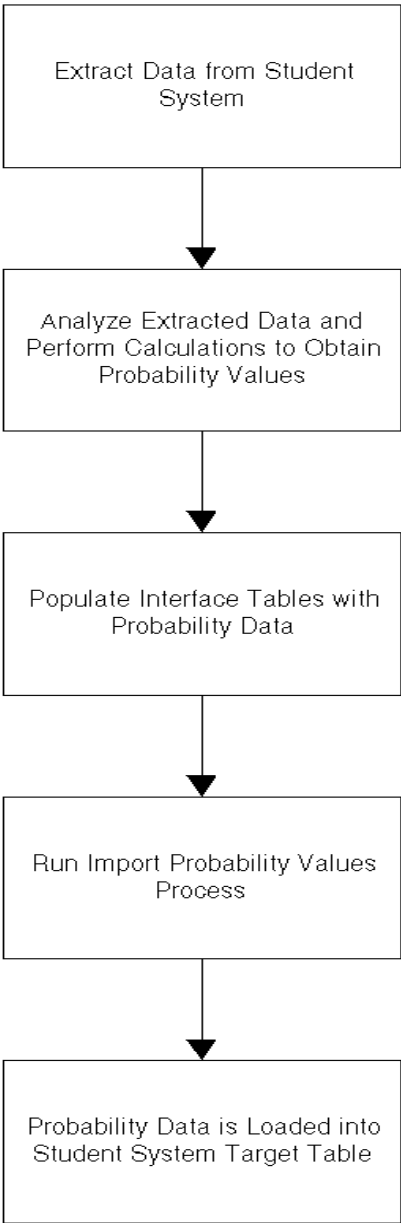 Extract Data from Student
System
Analyze Extracted Data and
Perform Calculations to Obtain
Probability Values
Populate Interface Tables with
Probability Data
Run Import Probability Values
Process
Probability Data is Loaded into
Student System Target Table